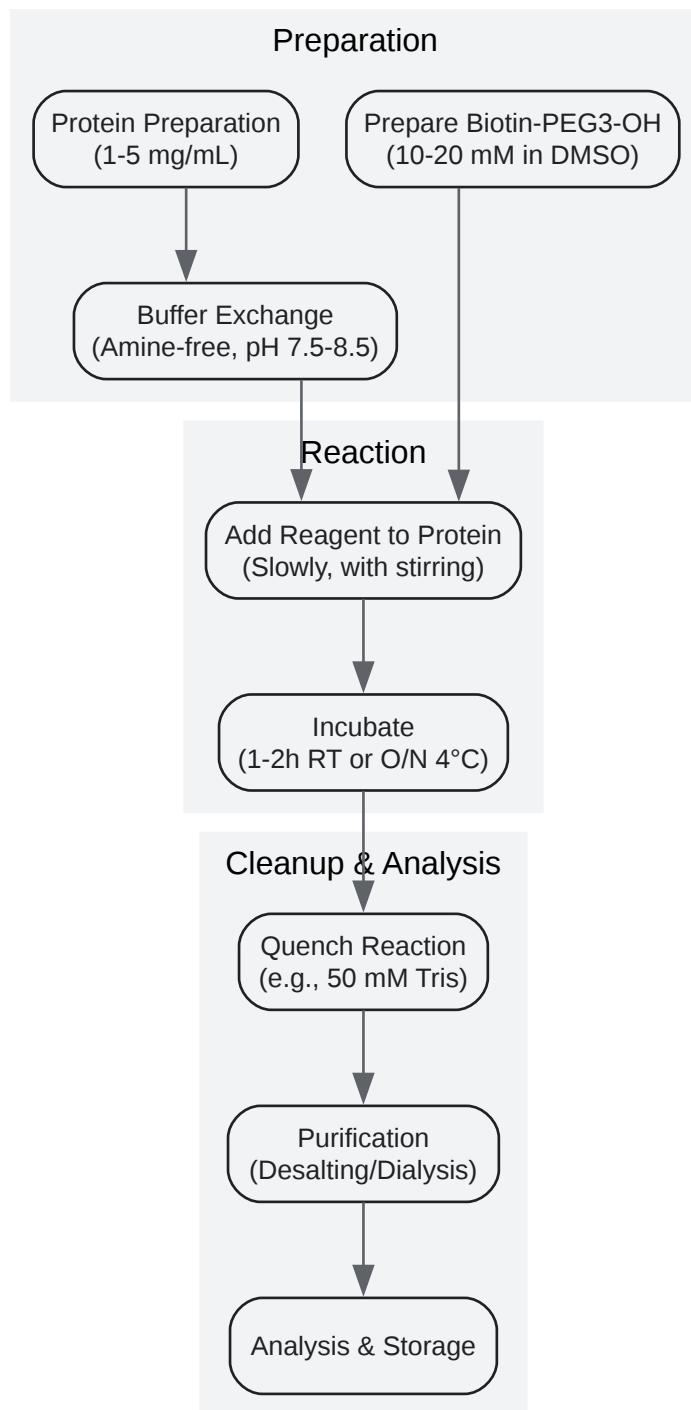 Preparation
Protein Preparation
(1-5 mg/mL)
Prepare Biotin-PEG3-OH
(10-20 mM in DMSO)
Buffer Exchange
(Amine-free, pH 7.5-8.5)
Reaction
Add Reagent to Protein
(Slowly, with stirring)
Incubate
(1-2h RT or O/N 4°C)
Cleanup & Analysis
Quench Reaction
(e.g., 50 mM Tris)
Purification
(Desalting/Dialysis)
Analysis & Storage